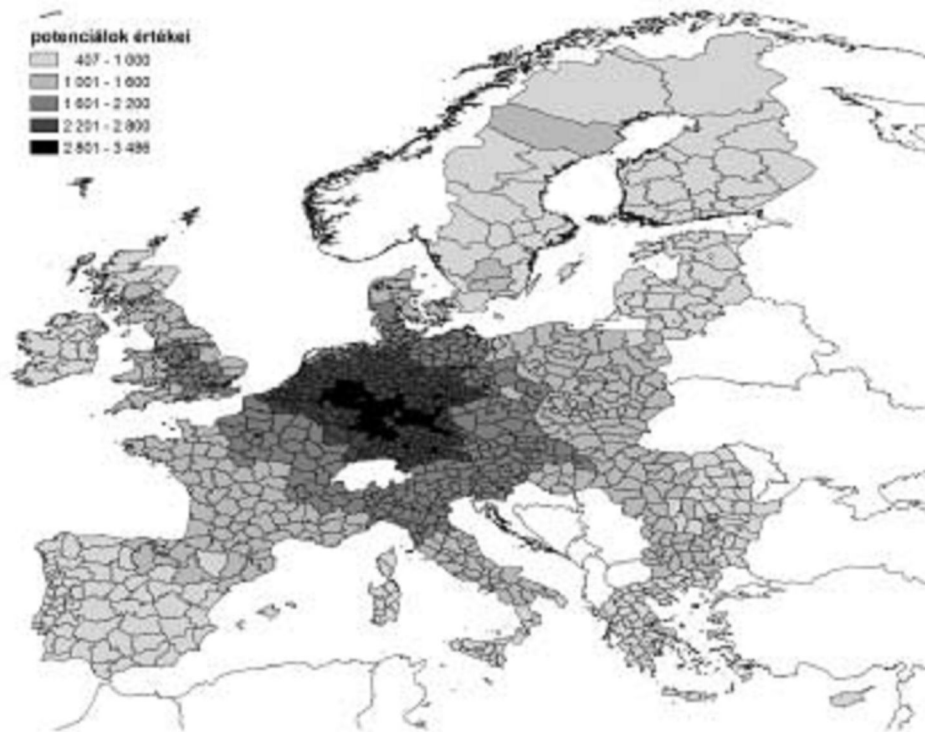 potenciálok értékei
407 - 1 000
1 001 - 1 600
1 601 - 2 200
2 201 - 2 800
2 801 - 3 486